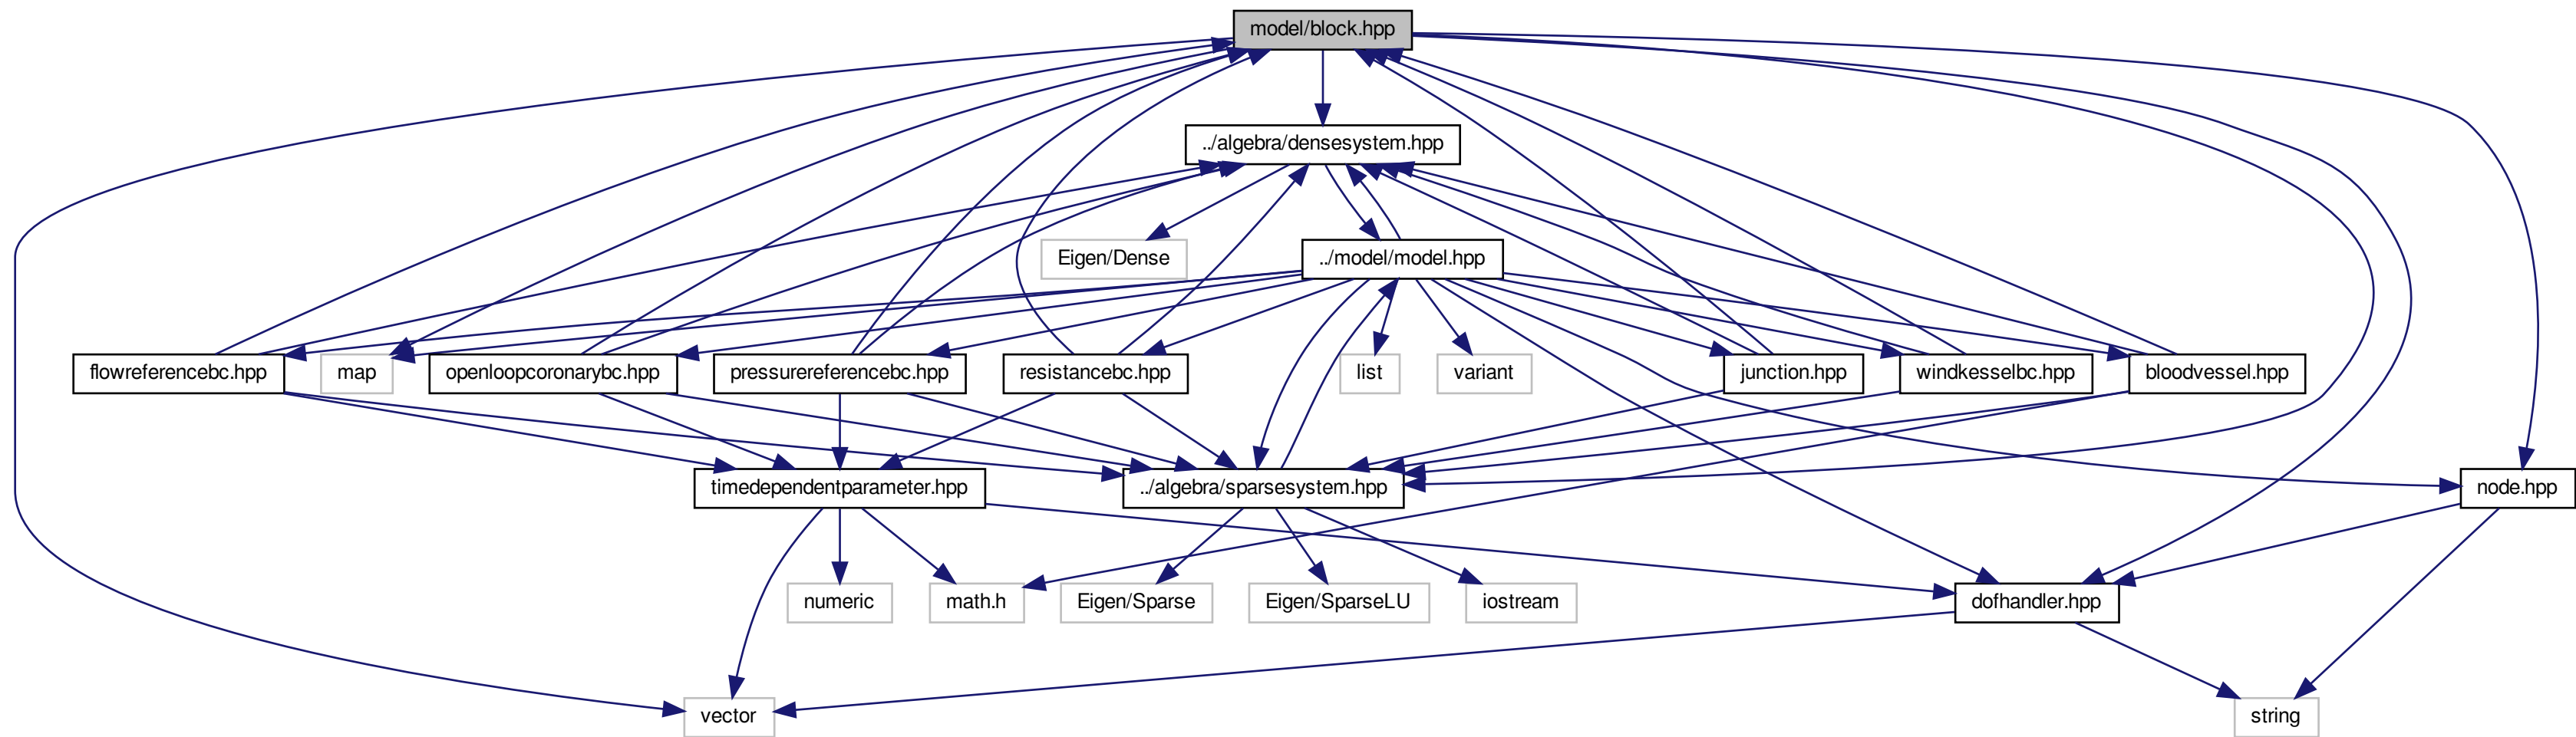 model/block.hpp
../algebra/densesystem.hpp
Eigen/Dense
../model/model.hpp
flowreferencebc.hpp
map
openloopcoronarybc.hpp
pressurereferencebc.hpp
resistancebc.hpp
list
variant
junction.hpp
windkesselbc.hpp
bloodvessel.hpp
timedependentparameter.hpp
../algebra/sparsesystem.hpp
node.hpp
numeric
math.h
Eigen/Sparse
Eigen/SparseLU
iostream
dofhandler.hpp
vector
string